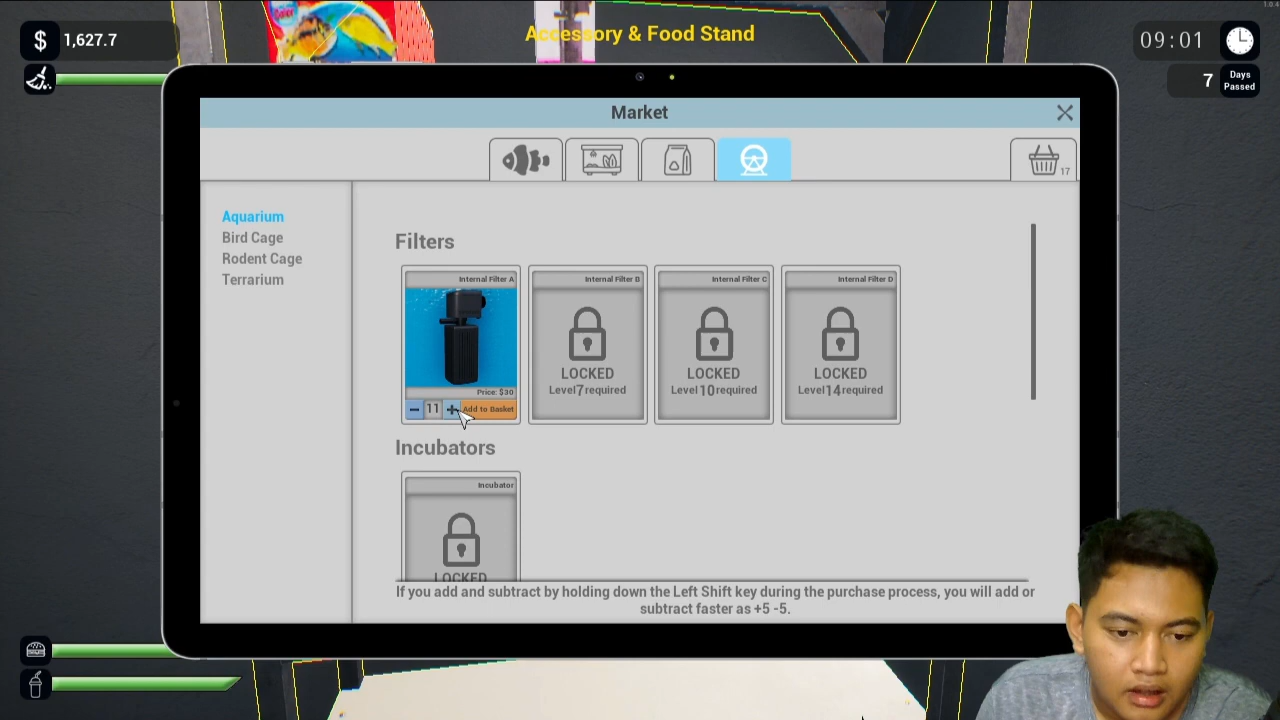 1.0.4
$ 1,627.7
Accessory & Food Stand
09:01
7 Days
Passed
Market
17
Aquarium
Bird Cage
Rodent Cage
Terrarium
Filters
Internal Filter A
Price: $30
- 11 + Add to Basket
Internal Filter B
LOCKED
Level 7 required
Internal Filter C
LOCKED
Level 10 required
Internal Filter D
LOCKED
Level 14 required
Incubators
Incubator
LOCKED
If you add and subtract by holding down the Left Shift key during the purchase process, you will add or
subtract faster as +5 -5.